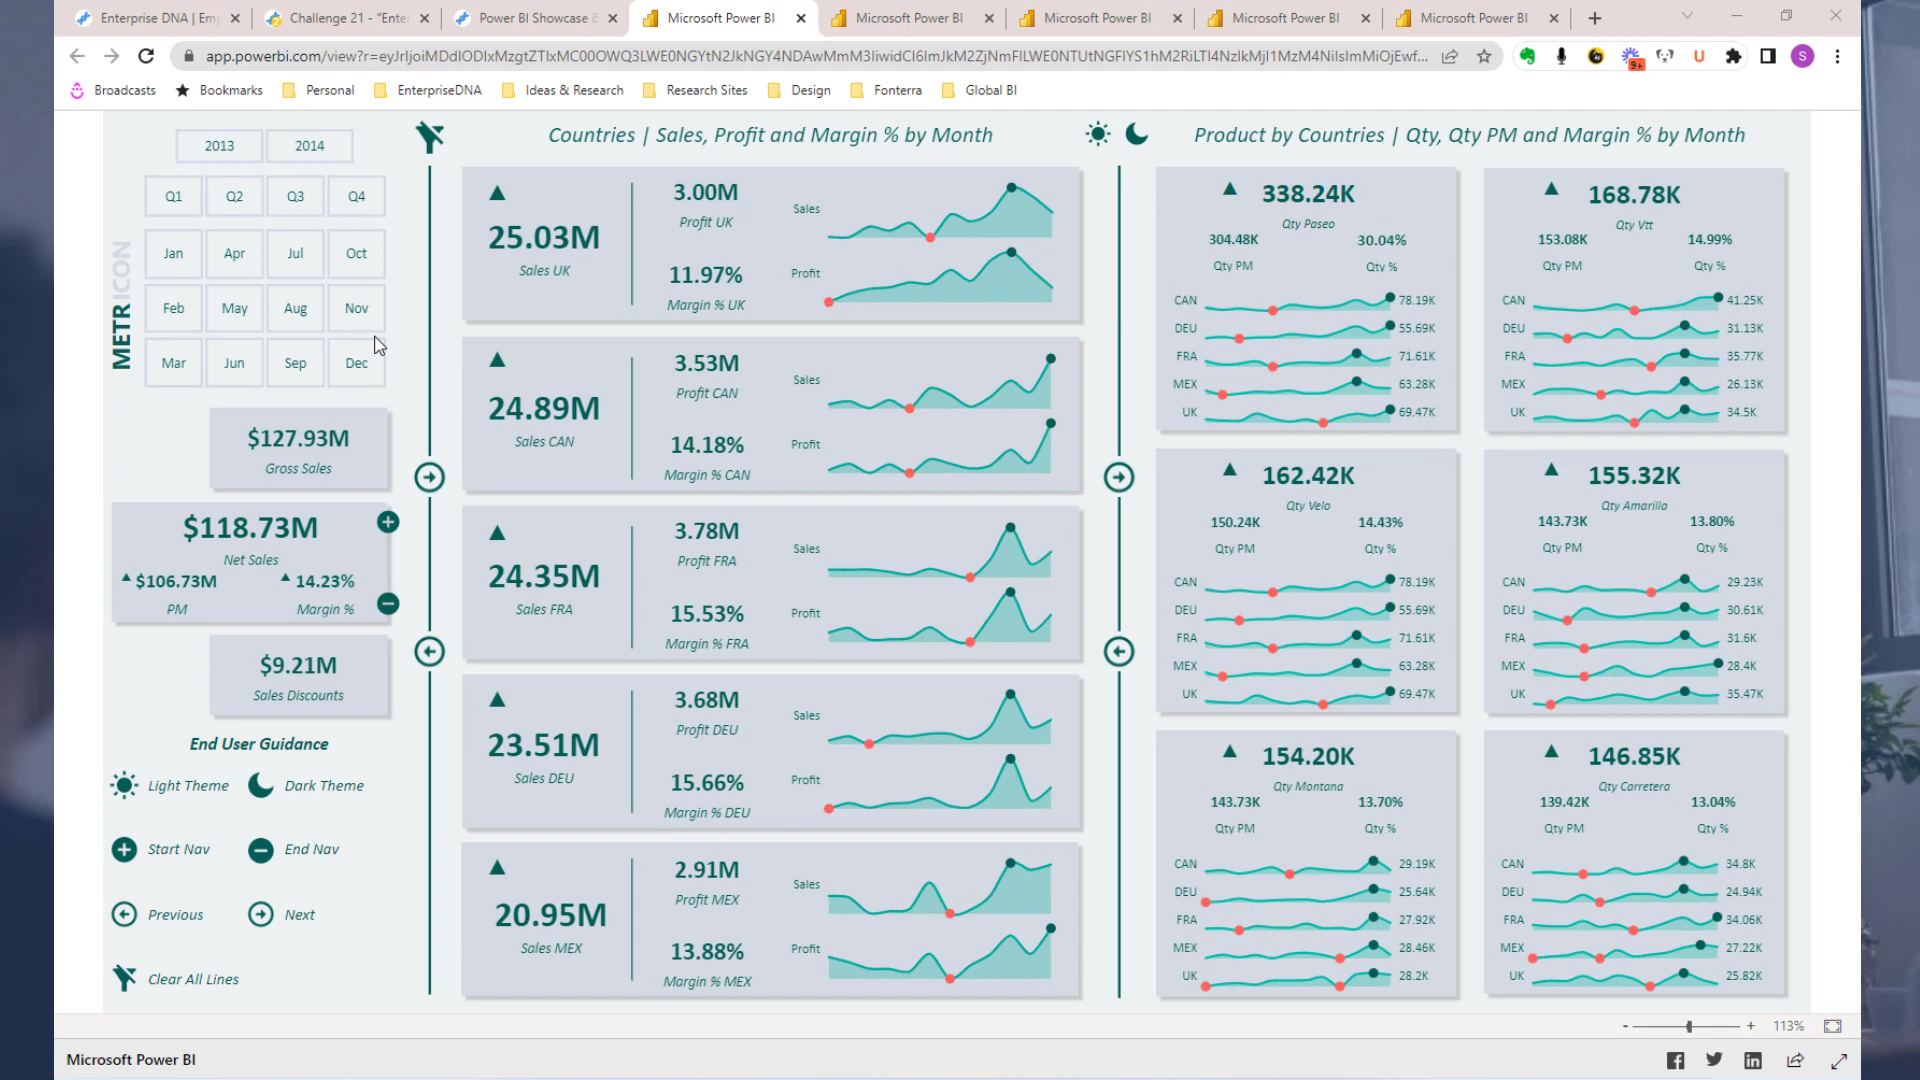 Enterprise DNA | Emp
Challenge 21 - "Enter
Power BI Showcase &
Microsoft Power BI
Microsoft Power BI
Microsoft Power BI
Microsoft Power BI
Microsoft Power BI
Broadcasts
Bookmarks
Personal
EnterpriseDNA
Ideas & Research
Research Sites
Design
Fonterra
Global BI
9+
S
2013
2014
Q1
Q2
Q3
Q4
Jan
Apr
Jul
Oct
Feb
May
Aug
Nov
Mar
Jun
Sep
Dec
METRICON
$127.93M
Gross Sales
$118.73M
Net Sales
$106.73M
14.23%
PM
Margin %
$9.21M
Sales Discounts
End User Guidance
Light Theme
Dark Theme
Start Nav
End Nav
Previous
Next
Clear All Lines
Countries | Sales, Profit and Margin % by Month
25.03M
Sales UK
3.00M
Profit UK
11.97%
Margin % UK
Sales
Profit
24.89M
Sales CAN
3.53M
Profit CAN
14.18%
Margin % CAN
Sales
Profit
24.35M
Sales FRA
3.78M
Profit FRA
15.53%
Margin % FRA
Sales
Profit
23.51M
Sales DEU
3.68M
Profit DEU
15.66%
Margin % DEU
Sales
Profit
20.95M
Sales MEX
2.91M
Profit MEX
13.88%
Margin % MEX
Sales
Profit
Product by Countries | Qty, Qty PM and Margin % by Month
338.24K
Qty Paseo
304.48K
30.04%
Qty PM
Qty %
CAN 78.19K
DEU 55.69K
FRA 71.61K
MEX 63.28K
UK 69.47K
168.78K
Qty Vtt
153.08K
14.99%
Qty PM
Qty %
CAN 41.25K
DEU 31.13K
FRA 35.77K
MEX 26.13K
UK 34.5K
162.42K
Qty Velo
150.24K
14.43%
Qty PM
Qty %
CAN 78.19K
DEU 55.69K
FRA 71.61K
MEX 63.28K
UK 69.47K
155.32K
Qty Amarilla
143.73K
13.80%
Qty PM
Qty %
CAN 29.23K
DEU 30.61K
FRA 31.6K
MEX 28.4K
UK 35.47K
154.20K
Qty Montana
143.73K
13.70%
Qty PM
Qty %
CAN 29.19K
DEU 25.64K
FRA 27.92K
MEX 28.46K
UK 28.2K
146.85K
Qty Carretera
139.42K
13.04%
Qty PM
Qty %
CAN 34.8K
DEU 24.94K
FRA 34.06K
MEX 27.22K
UK 25.82K
- + 113%
Microsoft Power BI